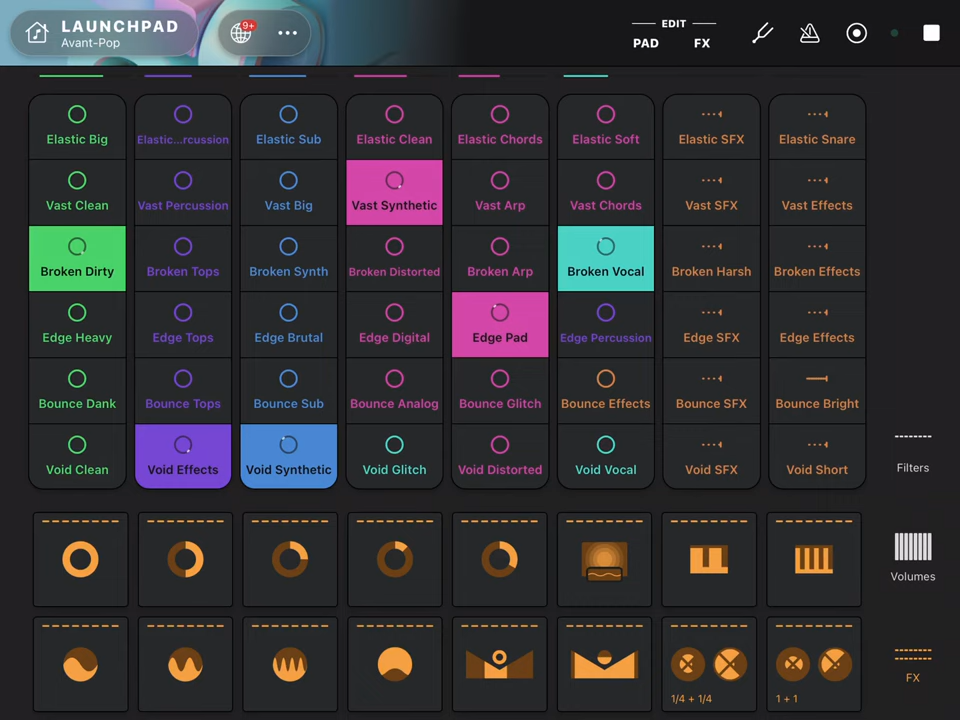 LAUNCHPAD
Avant-Pop
9+
EDIT
PAD FX
Elastic Big Elastic...rcussion Elastic Sub Elastic Clean Elastic Chords Elastic Soft Elastic SFX Elastic Snare
Vast Clean Vast Percussion Vast Big Vast Synthetic Vast Arp Vast Chords Vast SFX Vast Effects
Broken Dirty Broken Tops Broken Synth Broken Distorted Broken Arp Broken Vocal Broken Harsh Broken Effects
Edge Heavy Edge Tops Edge Brutal Edge Digital Edge Pad Edge Percussion Edge SFX Edge Effects
Bounce Dank Bounce Tops Bounce Sub Bounce Analog Bounce Glitch Bounce Effects Bounce SFX Bounce Bright
Void Clean Void Effects Void Synthetic Void Glitch Void Distorted Void Vocal Void SFX Void Short
Filters
Volumes
FX
1/4 + 1/4 1 + 1